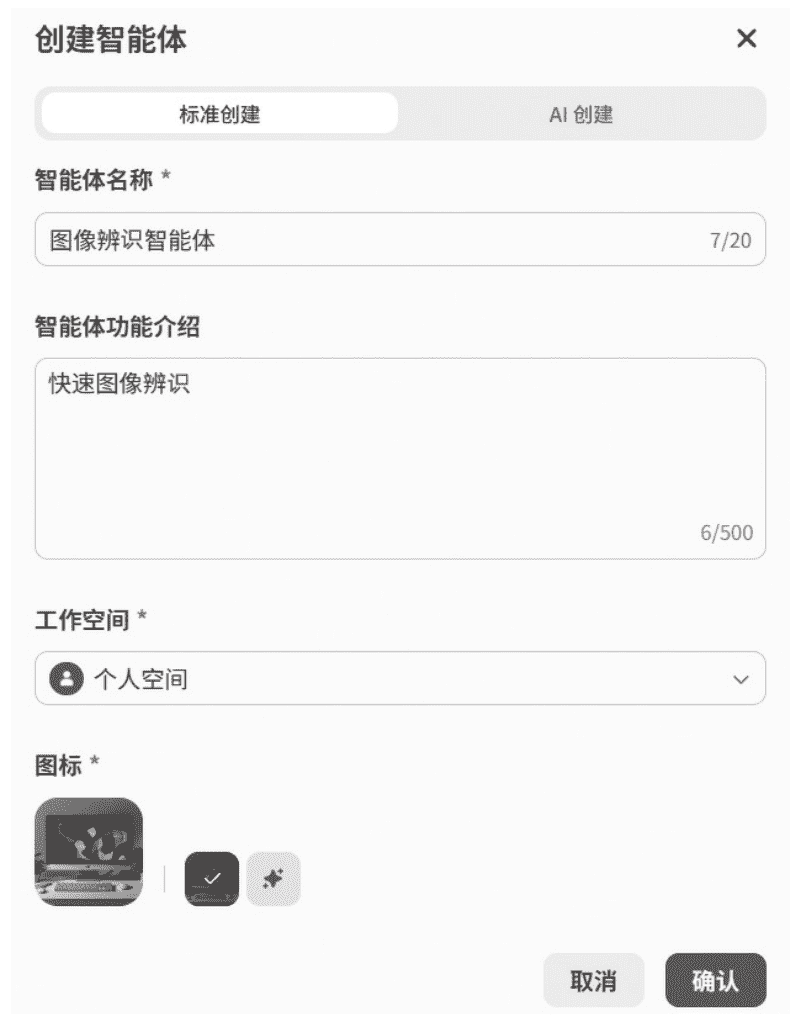 创建智能体
标准创建
AI 创建
智能体名称 *
图像辨识智能体
7/20
智能体功能介绍
快速图像辨识
6/500
工作空间 *
个人空间
图标 *
取消
确认